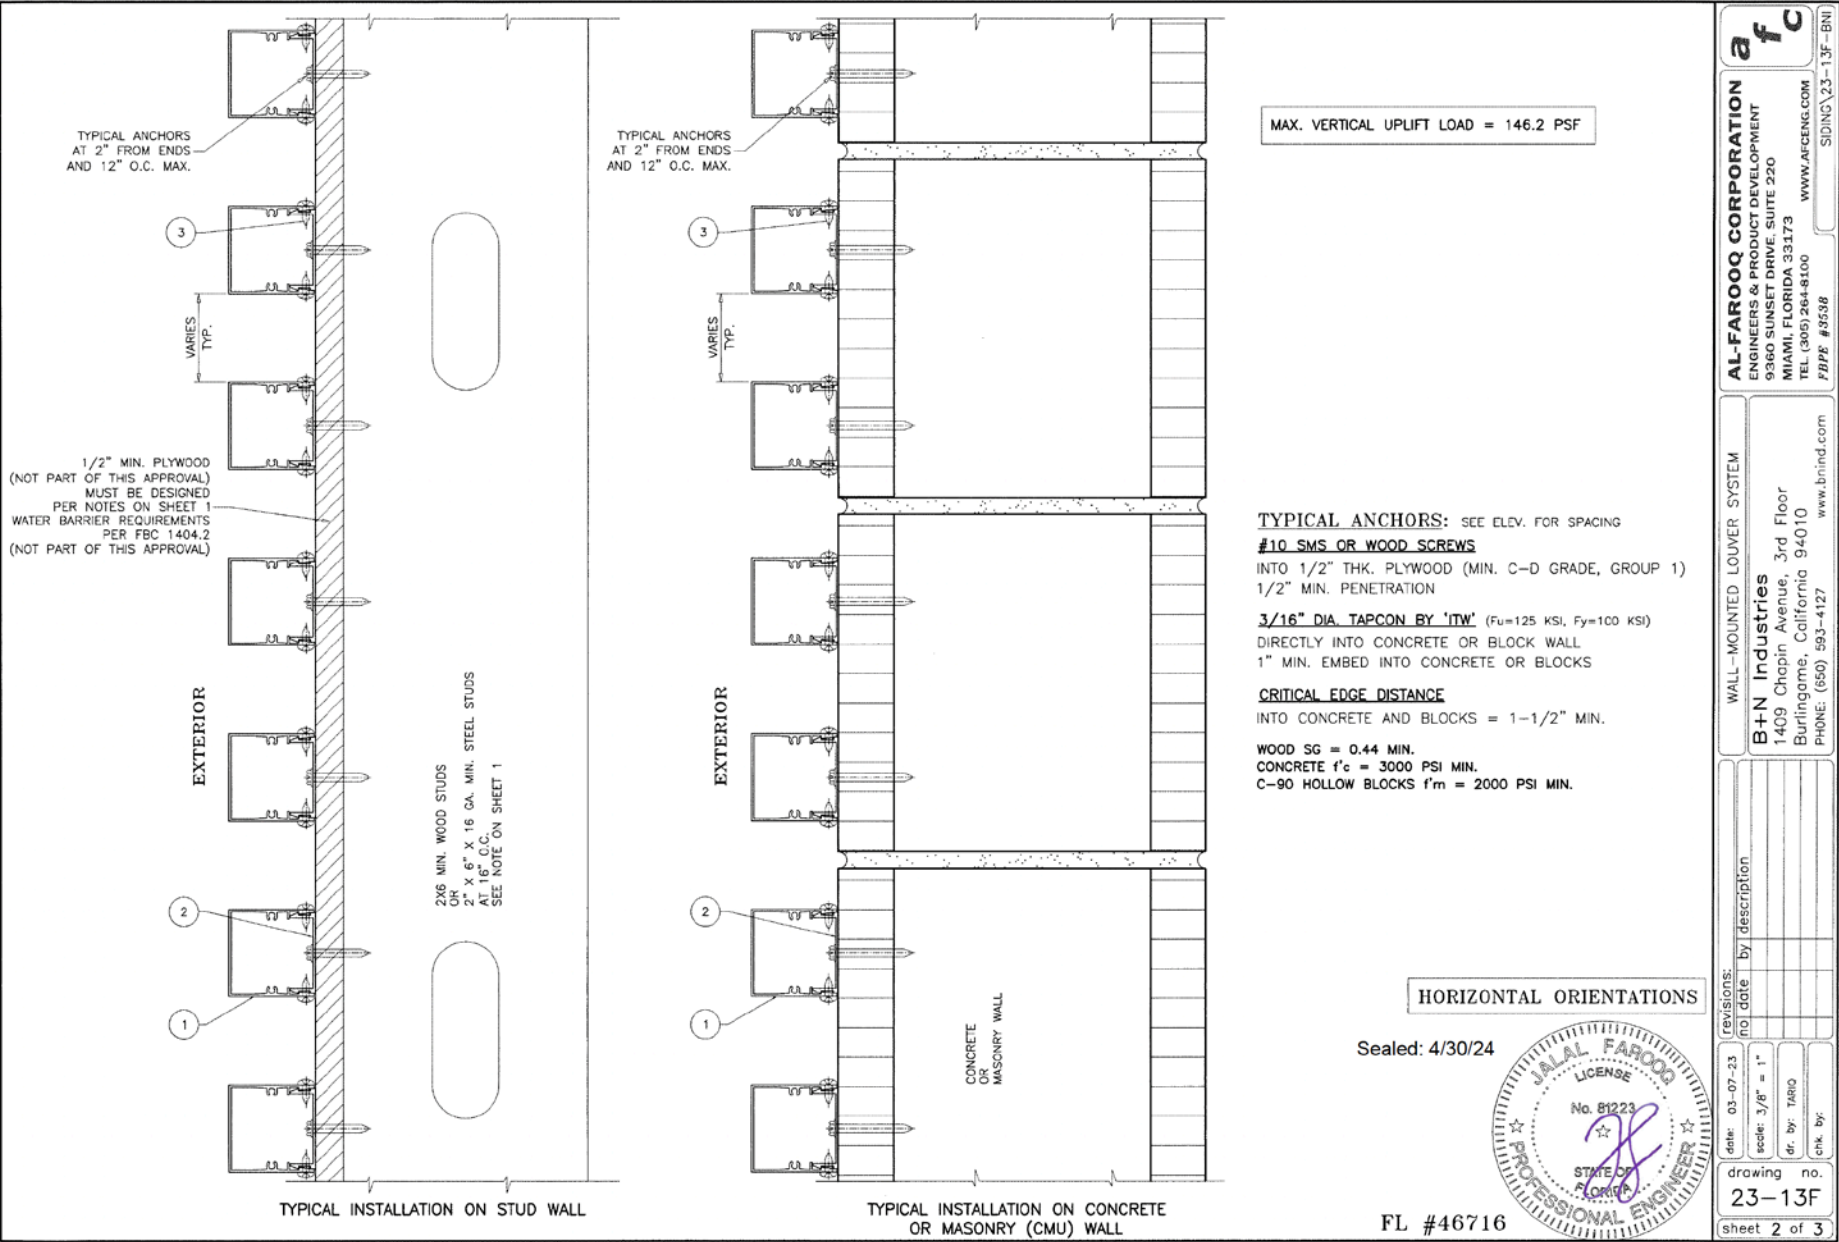 TYPICAL ANCHORS
AT 2" FROM ENDS
AND 12" O.C. MAX.
3
VARIES
TYP.
1/2" MIN. PLYWOOD
(NOT PART OF THIS APPROVAL)
MUST BE DESIGNED
PER NOTES ON SHEET 1
WATER BARRIER REQUIREMENTS
PER FBC 1404.2
(NOT PART OF THIS APPROVAL)
EXTERIOR
2X6 MIN. WOOD STUDS
OR
2" X 6" X 16 GA. MIN. STEEL STUDS
AT 16" O.C.
SEE NOTE ON SHEET 1
2
1
TYPICAL INSTALLATION ON STUD WALL
TYPICAL ANCHORS
AT 2" FROM ENDS
AND 12" O.C. MAX.
3
VARIES
TYP.
EXTERIOR
2
1
CONCRETE
OR
MASONRY WALL
TYPICAL INSTALLATION ON CONCRETE
OR MASONRY (CMU) WALL
MAX. VERTICAL UPLIFT LOAD = 146.2 PSF
TYPICAL ANCHORS: SEE ELEV. FOR SPACING
#10 SMS OR WOOD SCREWS
INTO 1/2" THK. PLYWOOD (MIN. C-D GRADE, GROUP 1)
1/2" MIN. PENETRATION
3/16" DIA. TAPCON BY 'ITW' (Fu=125 KSI, Fy=100 KSI)
DIRECTLY INTO CONCRETE OR BLOCK WALL
1" MIN. EMBED INTO CONCRETE OR BLOCKS
CRITICAL EDGE DISTANCE
INTO CONCRETE AND BLOCKS = 1-1/2" MIN.
WOOD SG = 0.44 MIN.
CONCRETE f'c = 3000 PSI MIN.
C-90 HOLLOW BLOCKS f'm = 2000 PSI MIN.
HORIZONTAL ORIENTATIONS
Sealed: 4/30/24
JALAL FAROOQ
LICENSE
No. 81223
STATE OF
FLORIDA
PROFESSIONAL ENGINEER
FL #46716
afc
AL-FAROOQ CORPORATION
ENGINEERS & PRODUCT DEVELOPMENT
9360 SUNSET DRIVE, SUITE 220
MIAMI, FLORIDA 33173
TEL. (305) 264-8100 WWW.AFCENG.COM
FBPE #3538
SIDING\23-13F-BNI
WALL-MOUNTED LOUVER SYSTEM
B+N Industries
1409 Chapin Avenue, 3rd Floor
Burlingame, California 94010
PHONE: (650) 593-4127 www.bnind.com
revisions:
no date by description
date: 03-07-23
scale: 3/8" = 1"
dr. by: TARIQ
chk. by:
drawing no.
23-13F
sheet 2 of 3